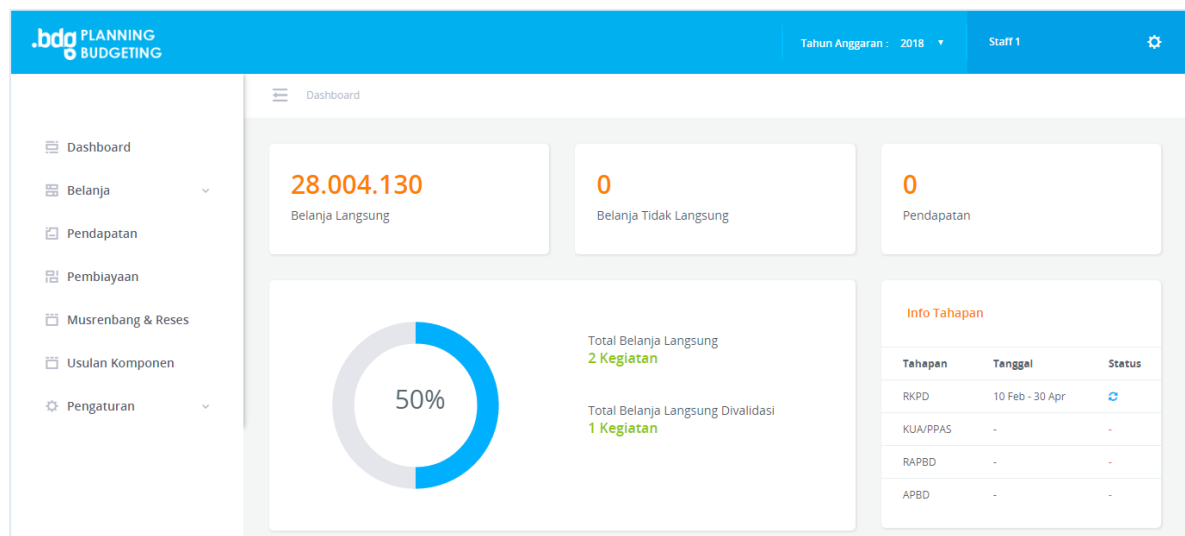 .bdg PLANNING
BUDGETING
Tahun Anggaran : 2018
Staff 1
Dashboard
Dashboard
Belanja
Pendapatan
Pembiayaan
Musrenbang & Reses
Usulan Komponen
Pengaturan
28.004.130
Belanja Langsung
0
Belanja Tidak Langsung
0
Pendapatan
50%
Total Belanja Langsung
2 Kegiatan
Total Belanja Langsung Divalidasi
1 Kegiatan
Info Tahapan
Tahapan Tanggal Status
RKPD 10 Feb - 30 Apr
KUA/PPAS - -
RAPBD - -
APBD - -